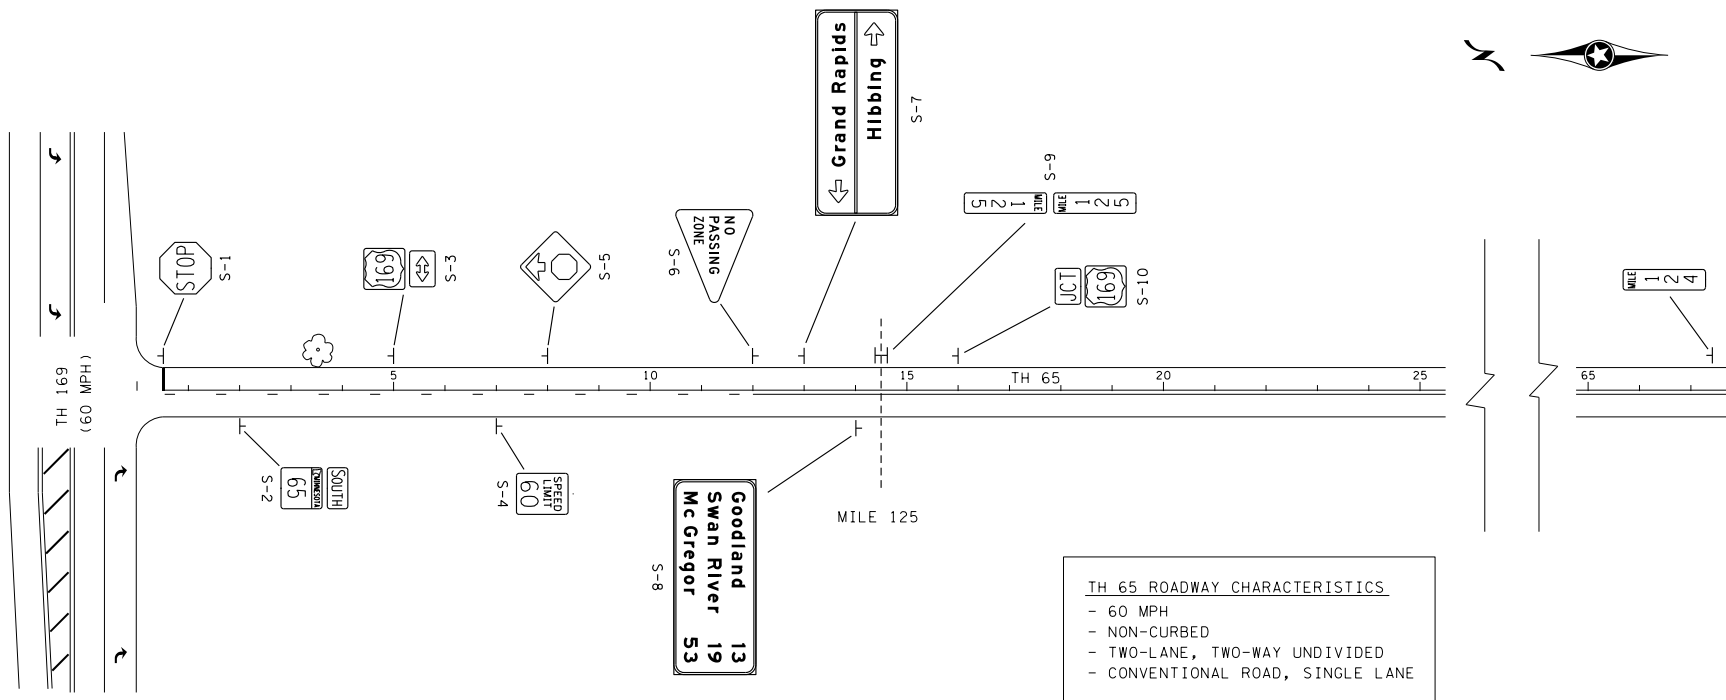 ← Grand Rapids
Hibbing →
S-7
N
S-9
MILE 1 2 5
MILE 1 2 5
STOP
S-1
169
↔
S-3
S-5
NO
PASSING
ZONE
S-6
JCT
169
S-10
MILE 1 2 4
TH 169
(60 MPH)
5
10
15
TH 65
20
25
65
S-2
SOUTH
MINNESOTA
65
S-4
SPEED
LIMIT
60
S-8
Goodland 13
Swan River 19
Mc Gregor 53
MILE 125
TH 65 ROADWAY CHARACTERISTICS
- 60 MPH
- NON-CURBED
- TWO-LANE, TWO-WAY UNDIVIDED
- CONVENTIONAL ROAD, SINGLE LANE